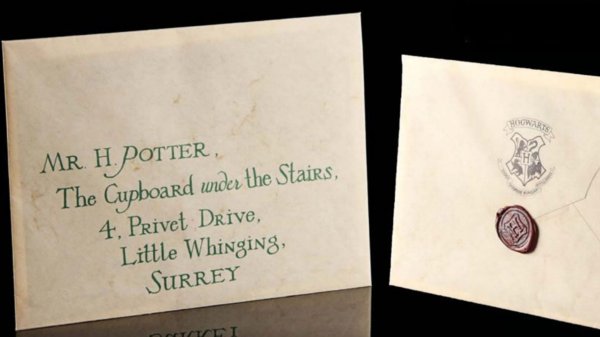 MR. H. POTTER,
The Cupboard under the Stairs,
4, Privet Drive,
Little Whinging,
SURREY
HOGWARTS
H
H